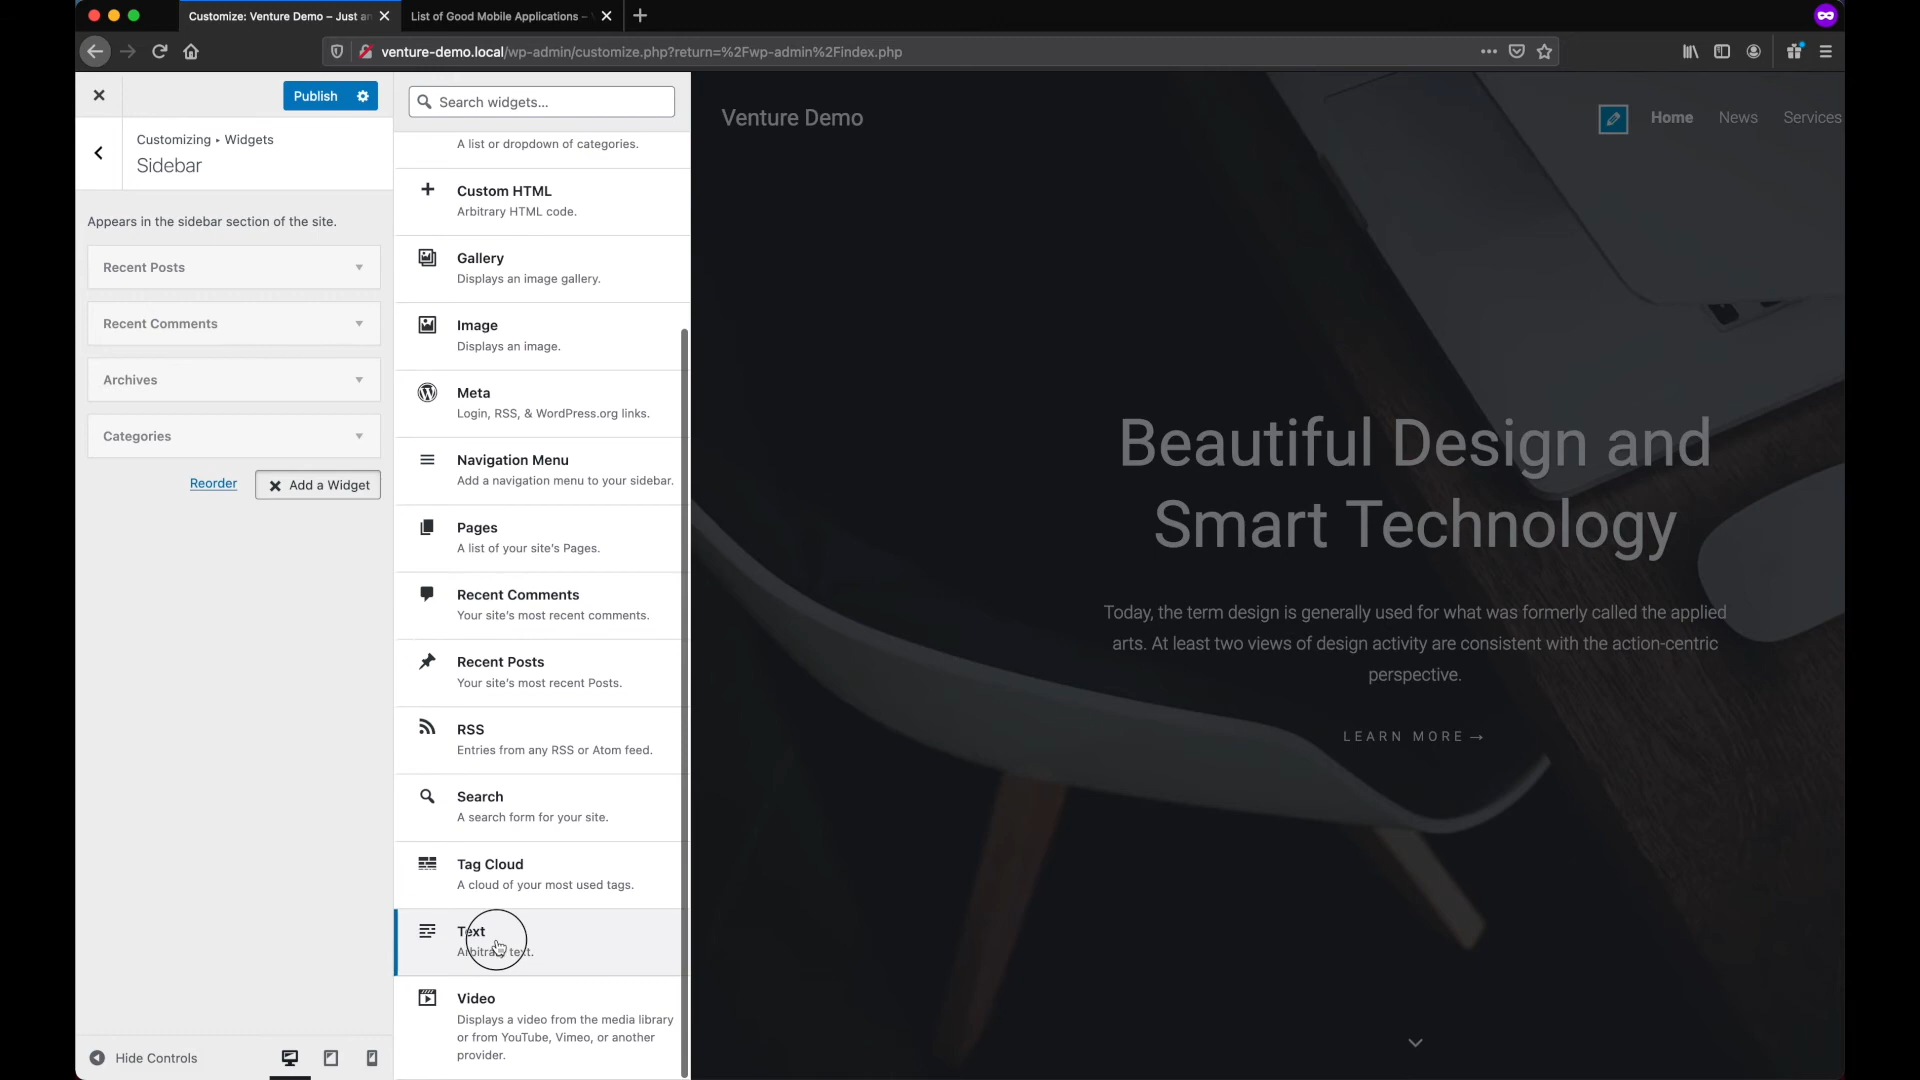 Customize: Venture Demo – Just an
List of Good Mobile Applications –
venture-demo.local/wp-admin/customize.php?return=%2Fwp-admin%2Findex.php
Publish
Customizing ▸ Widgets
Sidebar
Appears in the sidebar section of the site.
Recent Posts
Recent Comments
Archives
Categories
Reorder
Add a Widget
Hide Controls
Search widgets...
A list or dropdown of categories.
Custom HTML
Arbitrary HTML code.
Gallery
Displays an image gallery.
Image
Displays an image.
Meta
Login, RSS, & WordPress.org links.
Navigation Menu
Add a navigation menu to your sidebar.
Pages
A list of your site's Pages.
Recent Comments
Your site's most recent comments.
Recent Posts
Your site's most recent Posts.
RSS
Entries from any RSS or Atom feed.
Search
A search form for your site.
Tag Cloud
A cloud of your most used tags.
Text
Arbitrary text.
Video
Displays a video from the media library
or from YouTube, Vimeo, or another
provider.
Venture Demo
Home News Services
Beautiful Design and
Smart Technology
Today, the term design is generally used for what was formerly called the applied
arts. At least two views of design activity are consistent with the action-centric
perspective.
LEARN MORE →